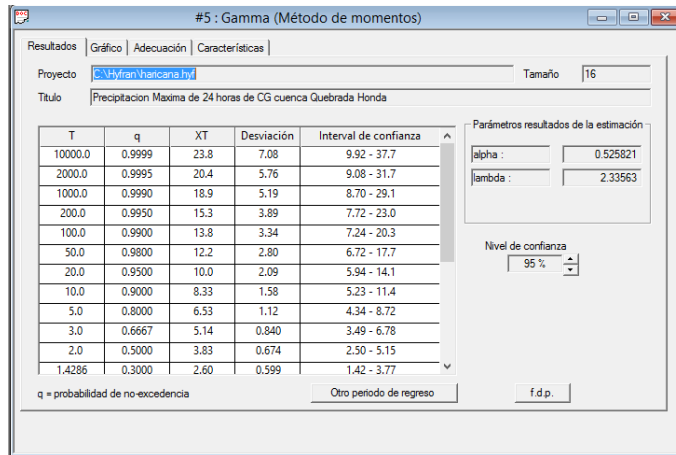 #5 : Gamma (Método de momentos)
Resultados Gráfico Adecuación Características
Proyecto C:\Hyfran\haricana.hyf Tamaño 16
Titulo Precipitacion Maxima de 24 horas de CG cuenca Quebrada Honda
Parámetros resultados de la estimación
T q XT Desviación Interval de confianza
10000.0 0.9999 23.8 7.08 9.92 - 37.7
2000.0 0.9995 20.4 5.76 9.08 - 31.7
1000.0 0.9990 18.9 5.19 8.70 - 29.1
200.0 0.9950 15.3 3.89 7.72 - 23.0
100.0 0.9900 13.8 3.34 7.24 - 20.3
50.0 0.9800 12.2 2.80 6.72 - 17.7
20.0 0.9500 10.0 2.09 5.94 - 14.1
10.0 0.9000 8.33 1.58 5.23 - 11.4
5.0 0.8000 6.53 1.12 4.34 - 8.72
3.0 0.6667 5.14 0.840 3.49 - 6.78
2.0 0.5000 3.83 0.674 2.50 - 5.15
1.4286 0.3000 2.60 0.599 1.42 - 3.77
alpha : 0.525821
lambda : 2.33563
Nivel de confianza
95 %
q = probabilidad de no-excedencia
Otro periodo de regreso
f.d.p.